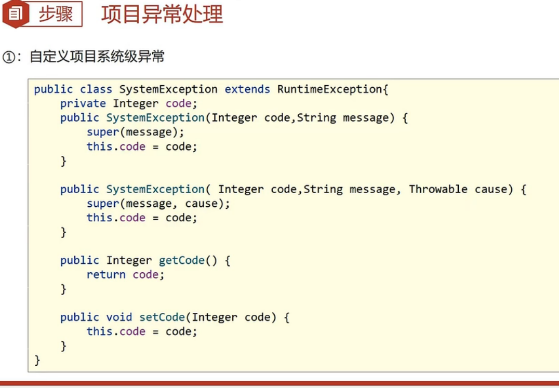 步骤 项目异常处理
①：自定义项目系统级异常
public class SystemException extends RuntimeException{
    private Integer code;
    public SystemException(Integer code,String message) {
        super(message);
        this.code = code;
    }
    public SystemException( Integer code,String message, Throwable cause) {
        super(message, cause);
        this.code = code;
    }
    public Integer getCode() {
        return code;
    }
    public void setCode(Integer code) {
        this.code = code;
    }
}